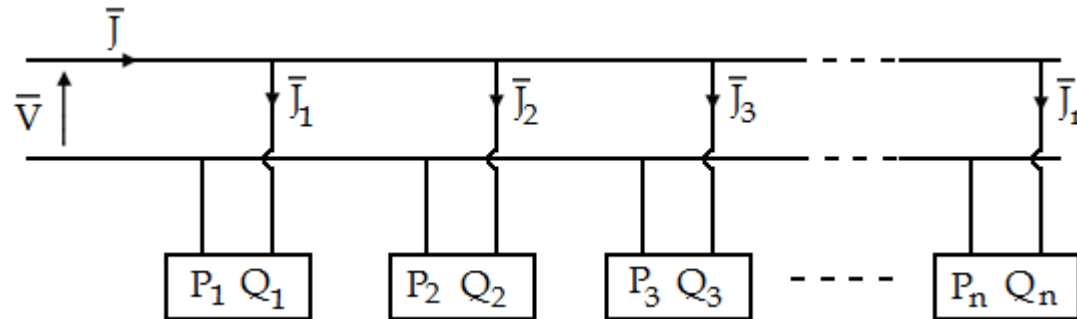 J̅
V̅
J̅₁ J̅₂ J̅₃
P₁ Q₁ P₂ Q₂ P₃ Q₃ Pₙ Qₙ